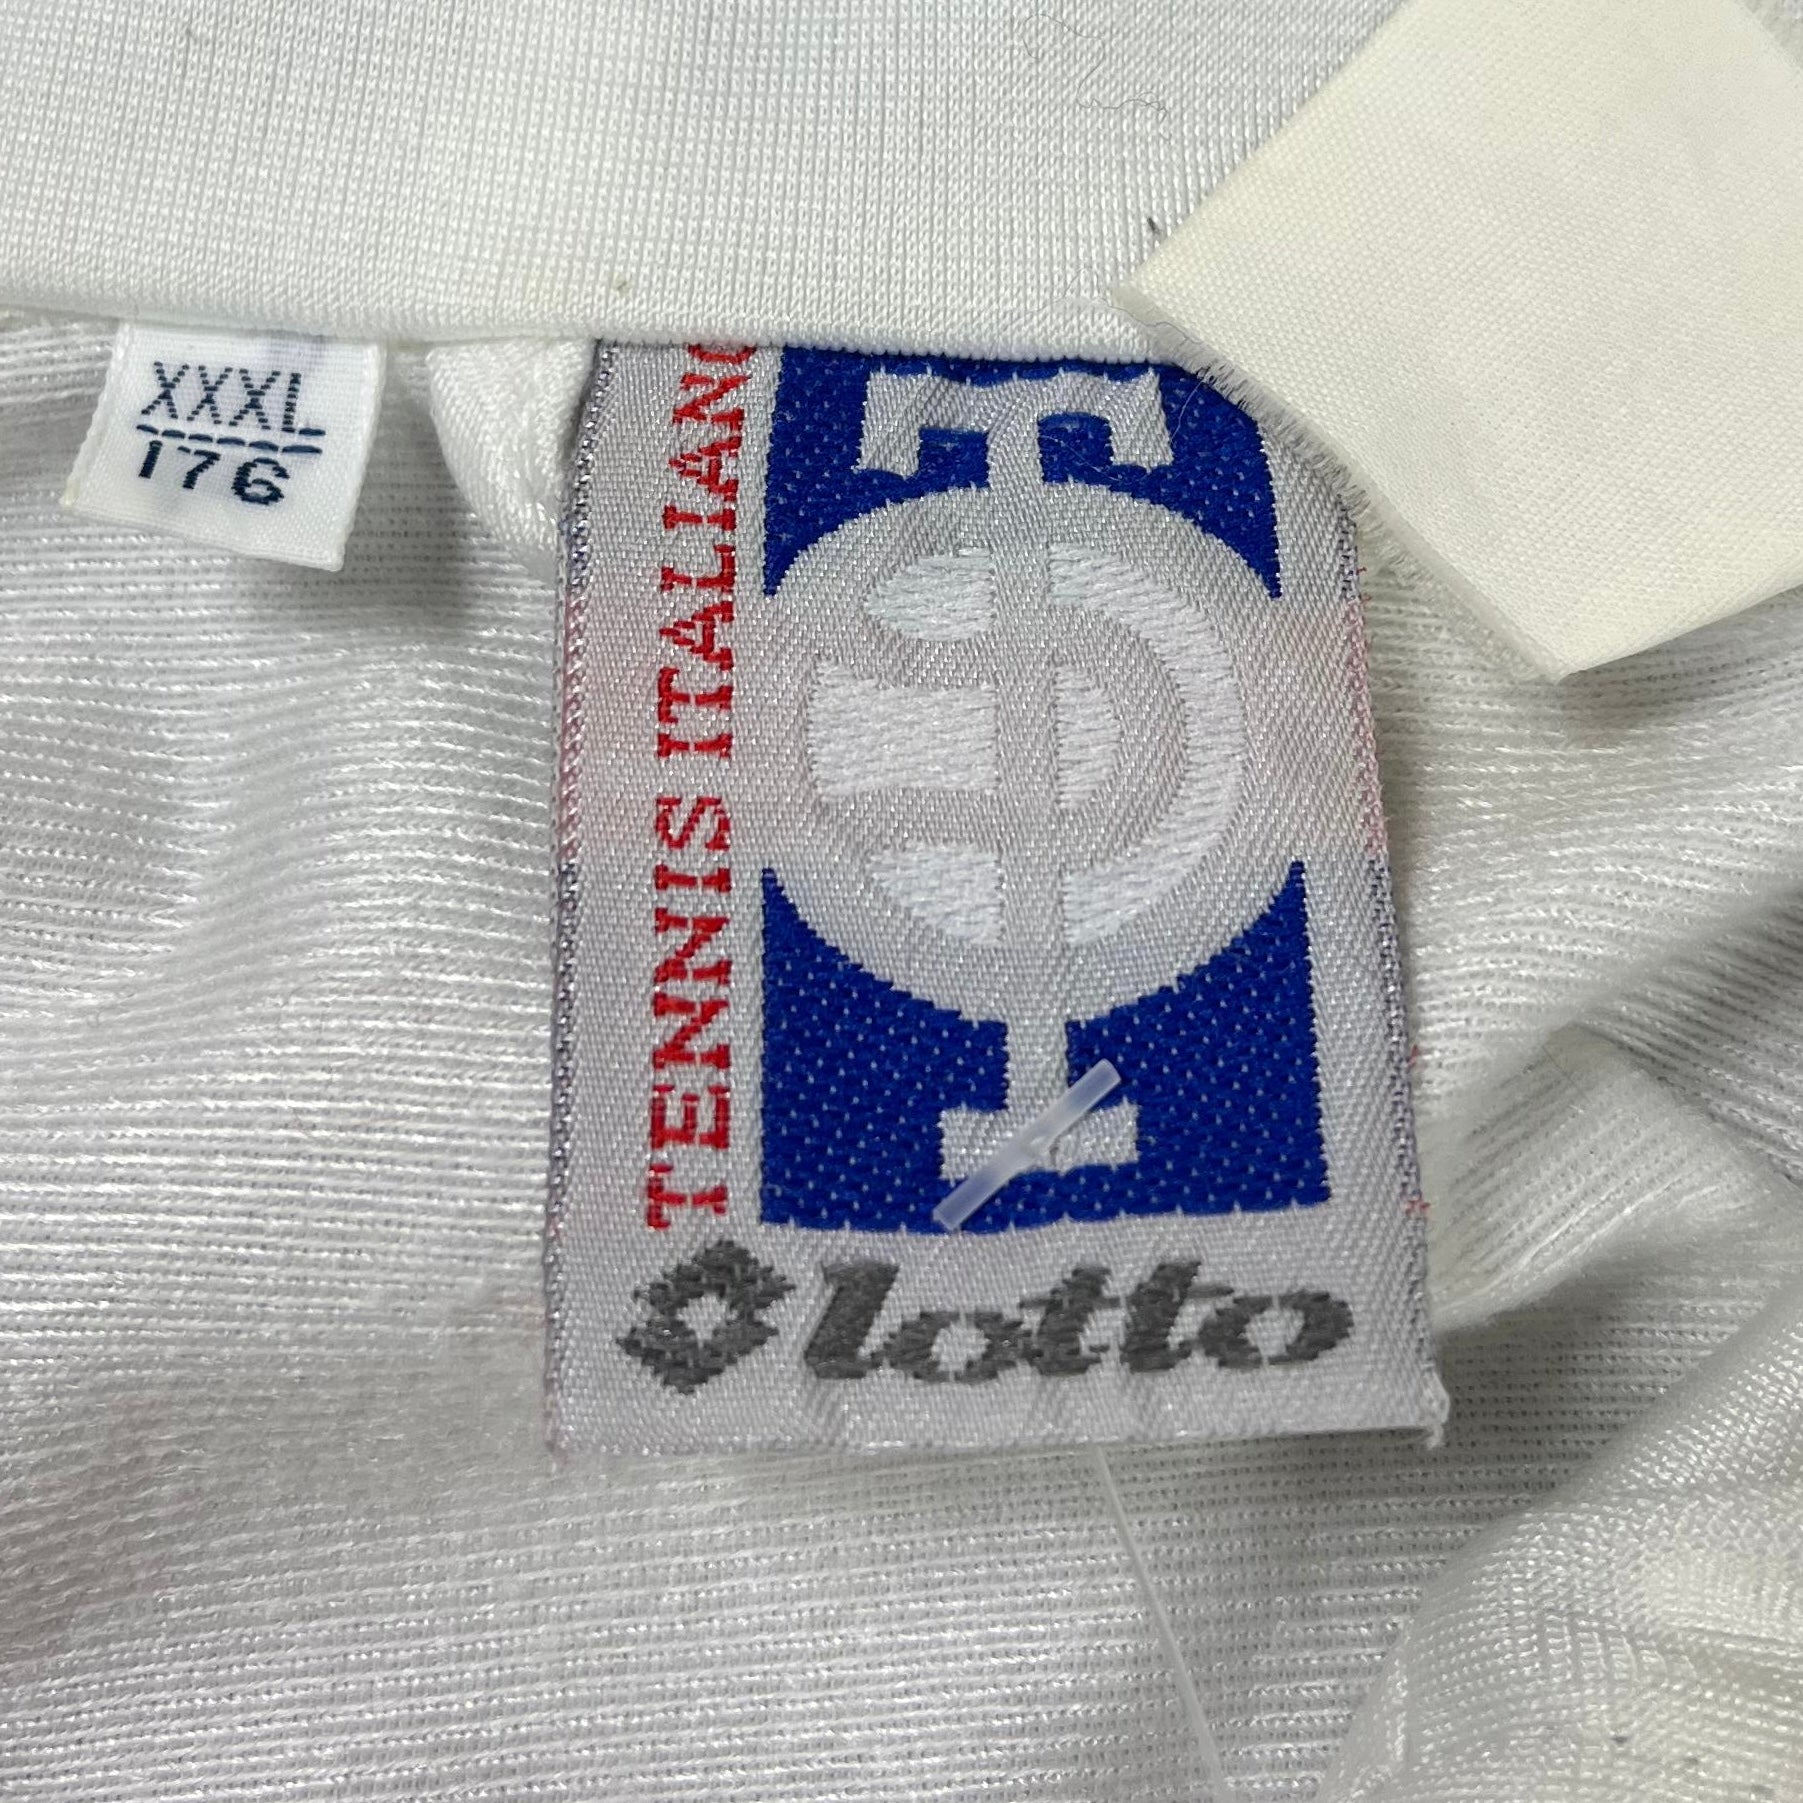 XXXL
176
TENNIS ITALIANO
lotto